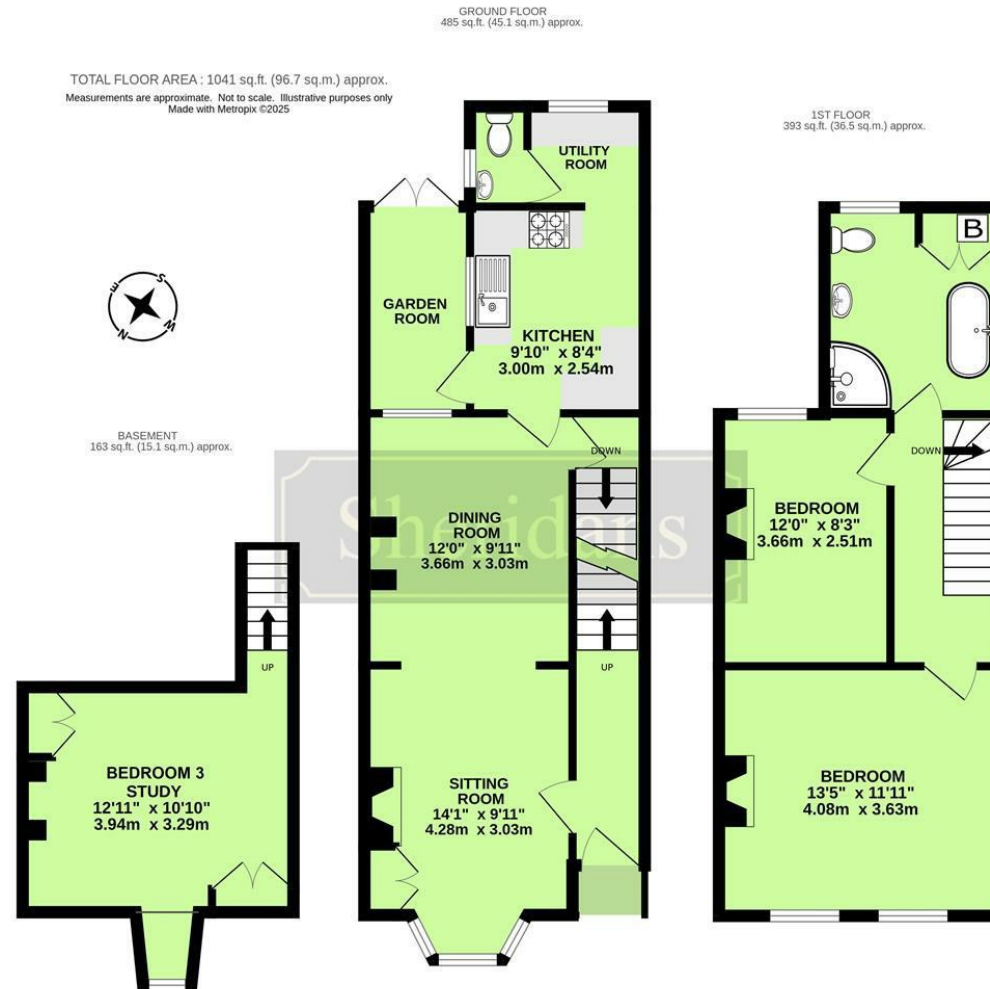 GROUND FLOOR
485 sq.ft. (45.1 sq.m.) approx.
TOTAL FLOOR AREA : 1041 sq.ft. (96.7 sq.m.) approx.
Measurements are approximate. Not to scale. Illustrative purposes only
Made with Metropix ©2025
1ST FLOOR
393 sq.ft. (36.5 sq.m.) approx.
UTILITY
ROOM
B
S
E
W
N
GARDEN
ROOM
KITCHEN
9'10" x 8'4"
3.00m x 2.54m
BASEMENT
163 sq.ft. (15.1 sq.m.) approx.
DOWN
DOWN
Sheridans
DINING
ROOM
12'0" x 9'11"
3.66m x 3.03m
BEDROOM
12'0" x 8'3"
3.66m x 2.51m
UP
UP
BEDROOM 3
STUDY
12'11" x 10'10"
3.94m x 3.29m
SITTING
ROOM
14'1" x 9'11"
4.28m x 3.03m
BEDROOM
13'5" x 11'11"
4.08m x 3.63m